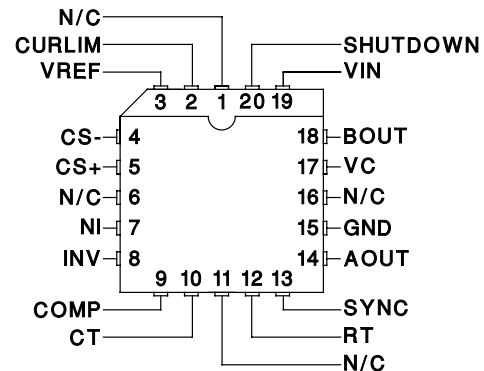 N/C
CURLIM SHUTDOWN
VREF VIN
3 2 1 20 19
CS- 4 18 BOUT
CS+ 5 17 VC
N/C 6 16 N/C
NI 7 15 GND
INV 8 14 AOUT
9 10 11 12 13
COMP SYNC
CT RT
N/C